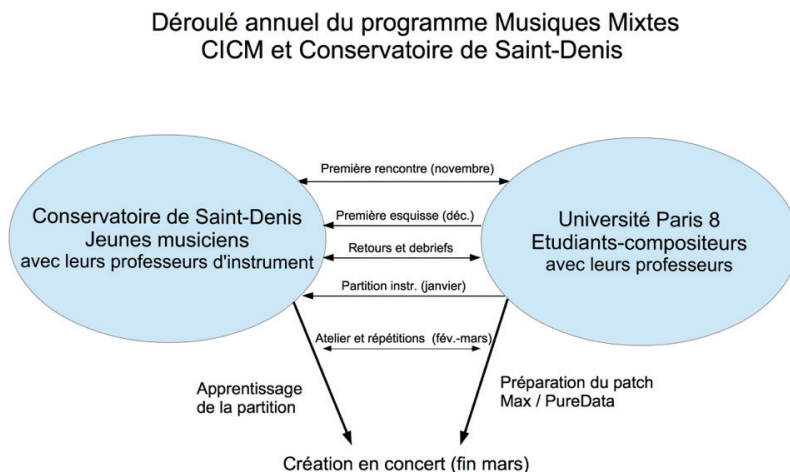 Déroulé annuel du programme Musiques Mixtes
CICM et Conservatoire de Saint-Denis
Première rencontre (novembre)
Conservatoire de Saint-Denis
Jeunes musiciens
avec leurs professeurs d'instrument
Première esquisse (déc.)
Retours et debriefs
Partition instr. (janvier)
Université Paris 8
Etudiants-compositeurs
avec leurs professeurs
Atelier et répétitions (fév.-mars)
Apprentissage
de la partition
Préparation du patch
Max / PureData
Création en concert (fin mars)